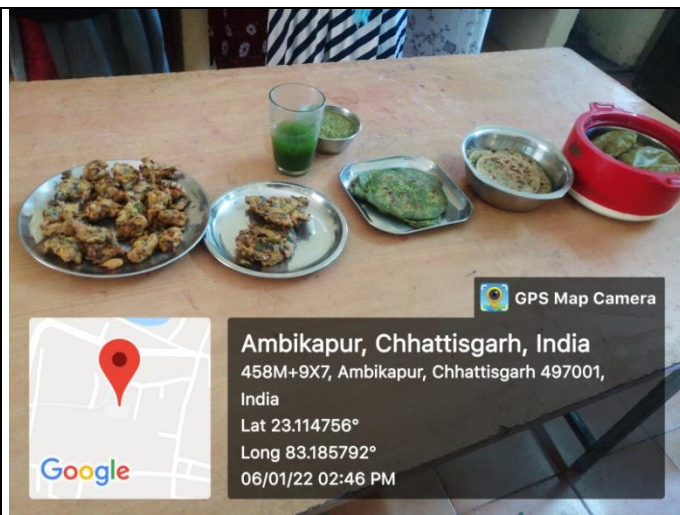 GPS Map Camera
Ambikapur, Chhattisgarh, India
458M+9X7, Ambikapur, Chhattisgarh 497001,
India
Lat 23.114756°
Long 83.185792°
06/01/22 02:46 PM
Google